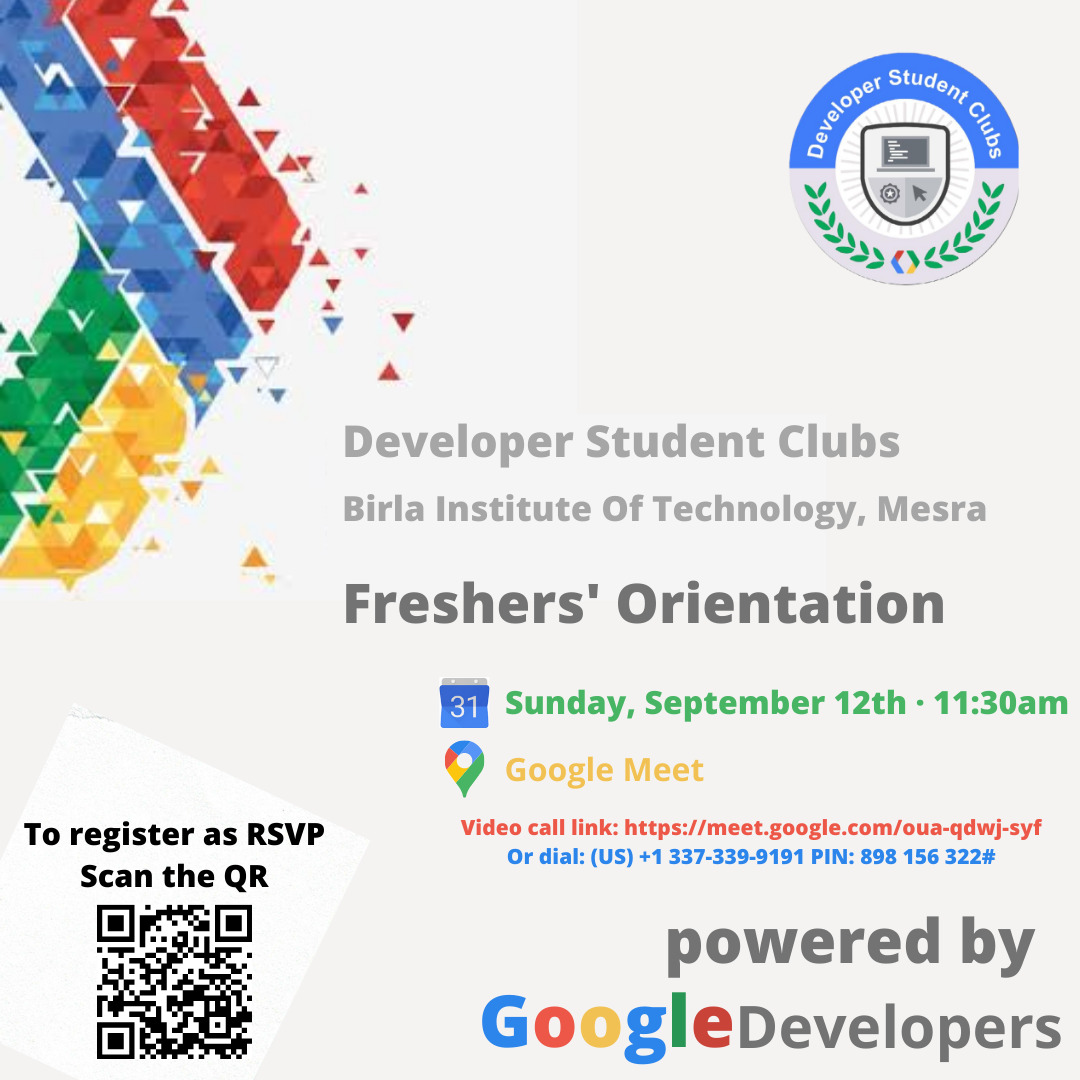 Developer Student Clubs
Developer Student Clubs
Birla Institute Of Technology, Mesra
Freshers' Orientation
31
Sunday, September 12th · 11:30am
Google Meet
Video call link: https://meet.google.com/oua-qdwj-syf
Or dial: (US) +1 337-339-9191 PIN: 898 156 322#
To register as RSVP
Scan the QR
powered by
GoogleDevelopers